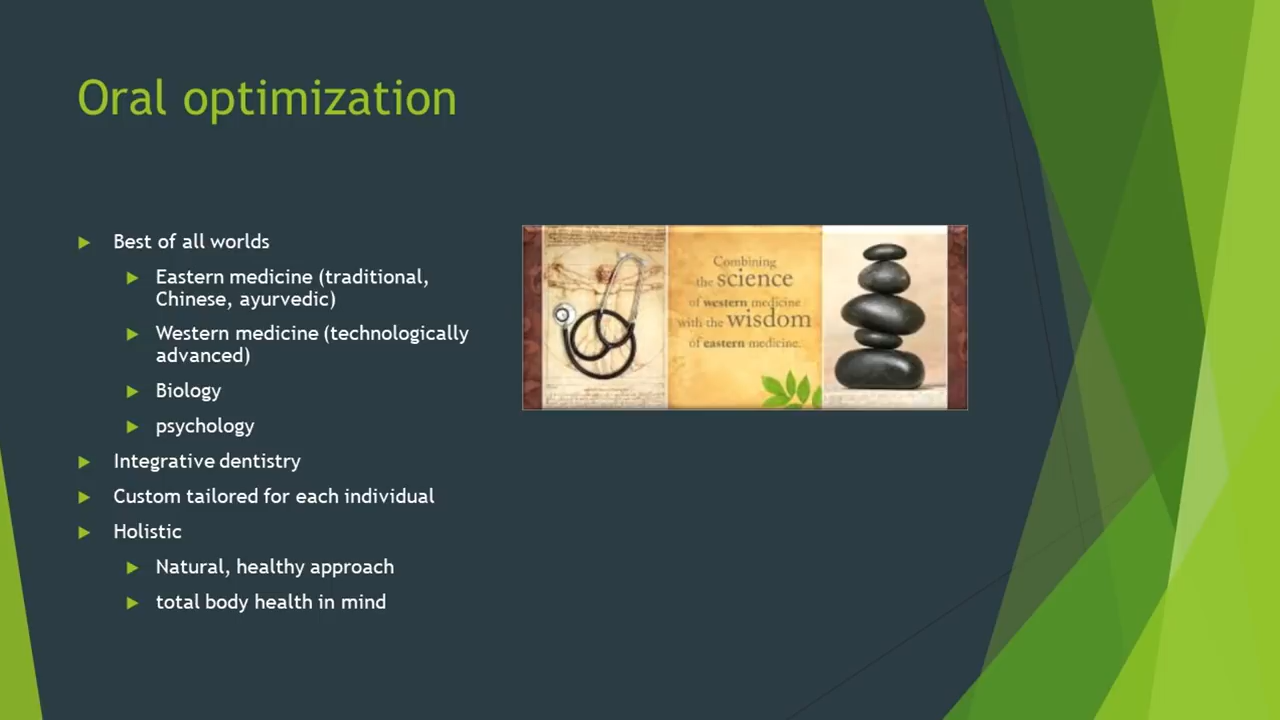 Oral optimization
Best of all worlds
Eastern medicine (traditional,
Chinese, ayurvedic)
Western medicine (technologically
advanced)
Biology
psychology
Integrative dentistry
Custom tailored for each individual
Holistic
Natural, healthy approach
total body health in mind
Combining
the science
of western medicine
with the wisdom
of eastern medicine.